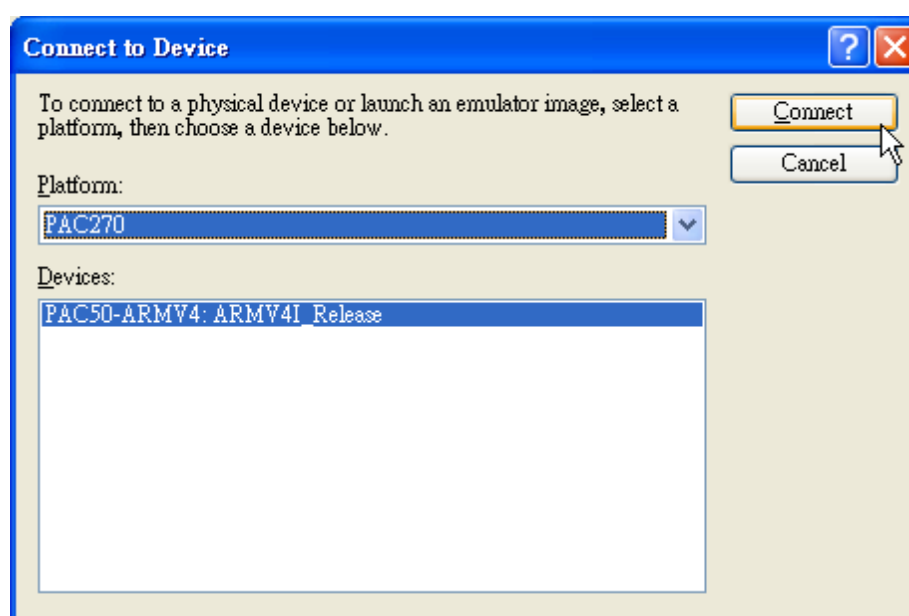 Connect to Device
To connect to a physical device or launch an emulator image, select a
platform, then choose a device below.
Connect
Cancel
Platform:
PAC270
Devices:
PAC50-ARMV4: ARMV4I_Release